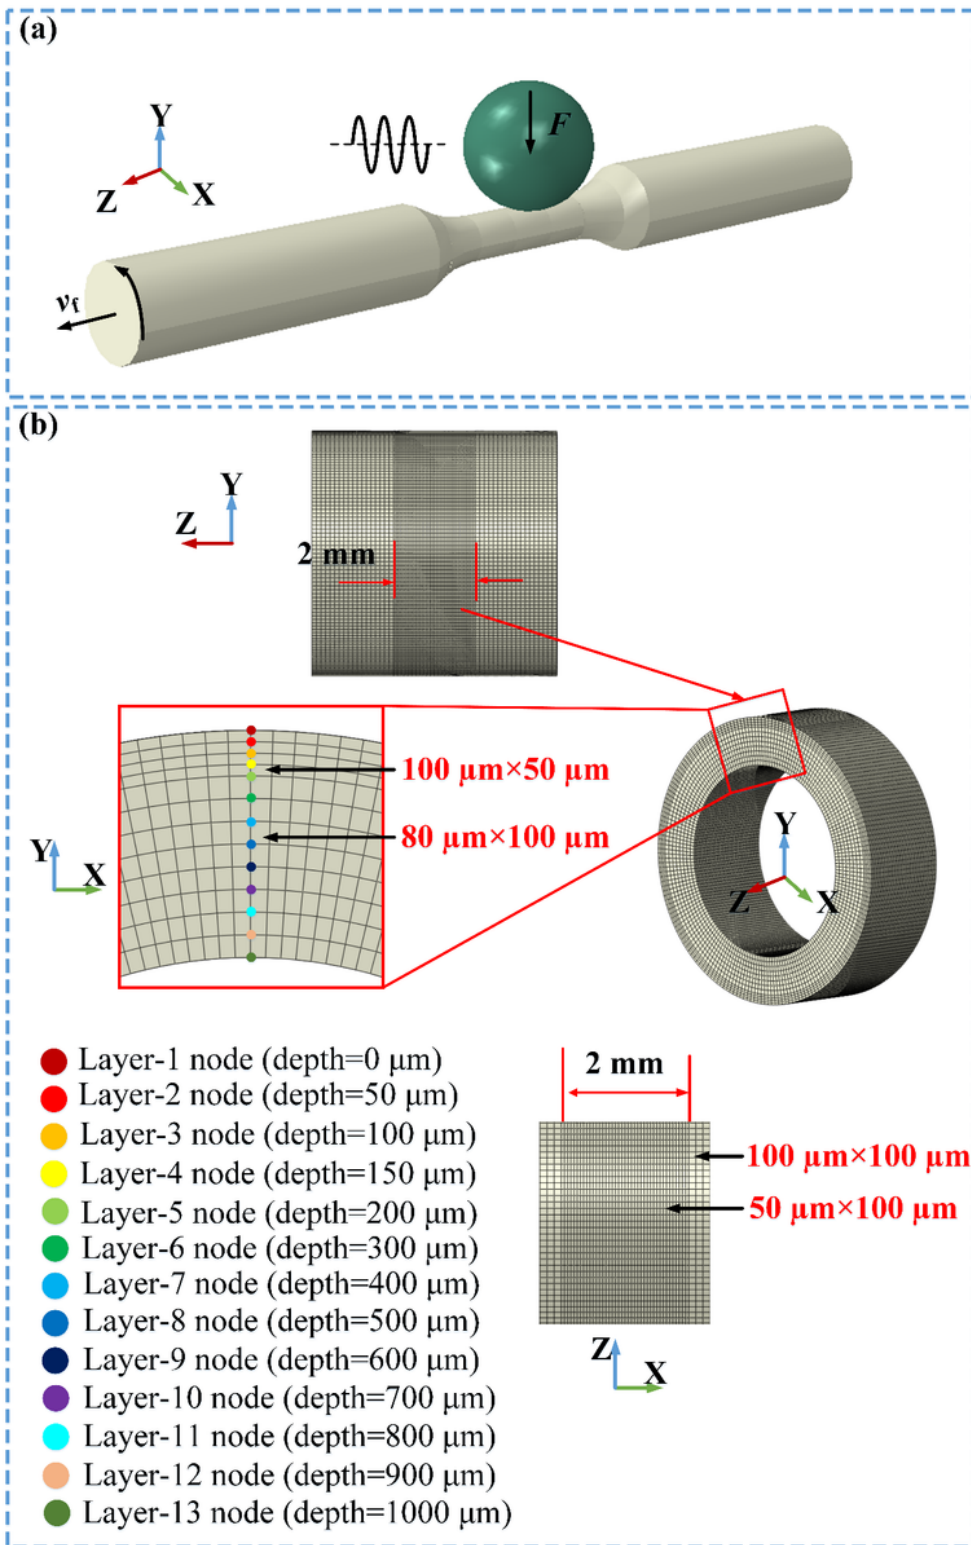 (a)
Y
Z
X
F
vf
(b)
Y
Z
2 mm
100 μm×50 μm
80 μm×100 μm
Y
X
Y
Z
X
Layer-1 node (depth=0 μm)
Layer-2 node (depth=50 μm)
Layer-3 node (depth=100 μm)
Layer-4 node (depth=150 μm)
Layer-5 node (depth=200 μm)
Layer-6 node (depth=300 μm)
Layer-7 node (depth=400 μm)
Layer-8 node (depth=500 μm)
Layer-9 node (depth=600 μm)
Layer-10 node (depth=700 μm)
Layer-11 node (depth=800 μm)
Layer-12 node (depth=900 μm)
Layer-13 node (depth=1000 μm)
2 mm
100 μm×100 μm
50 μm×100 μm
Z
X